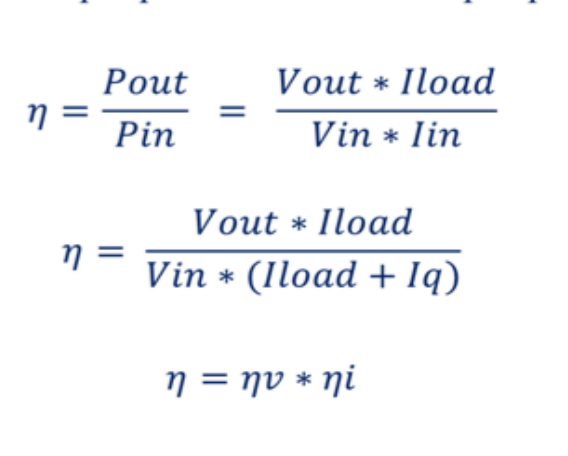 η = Pout / Pin = Vout * Iload / Vin * Iin
η = Vout * Iload / Vin * (Iload + Iq)
η = ηv * ηi